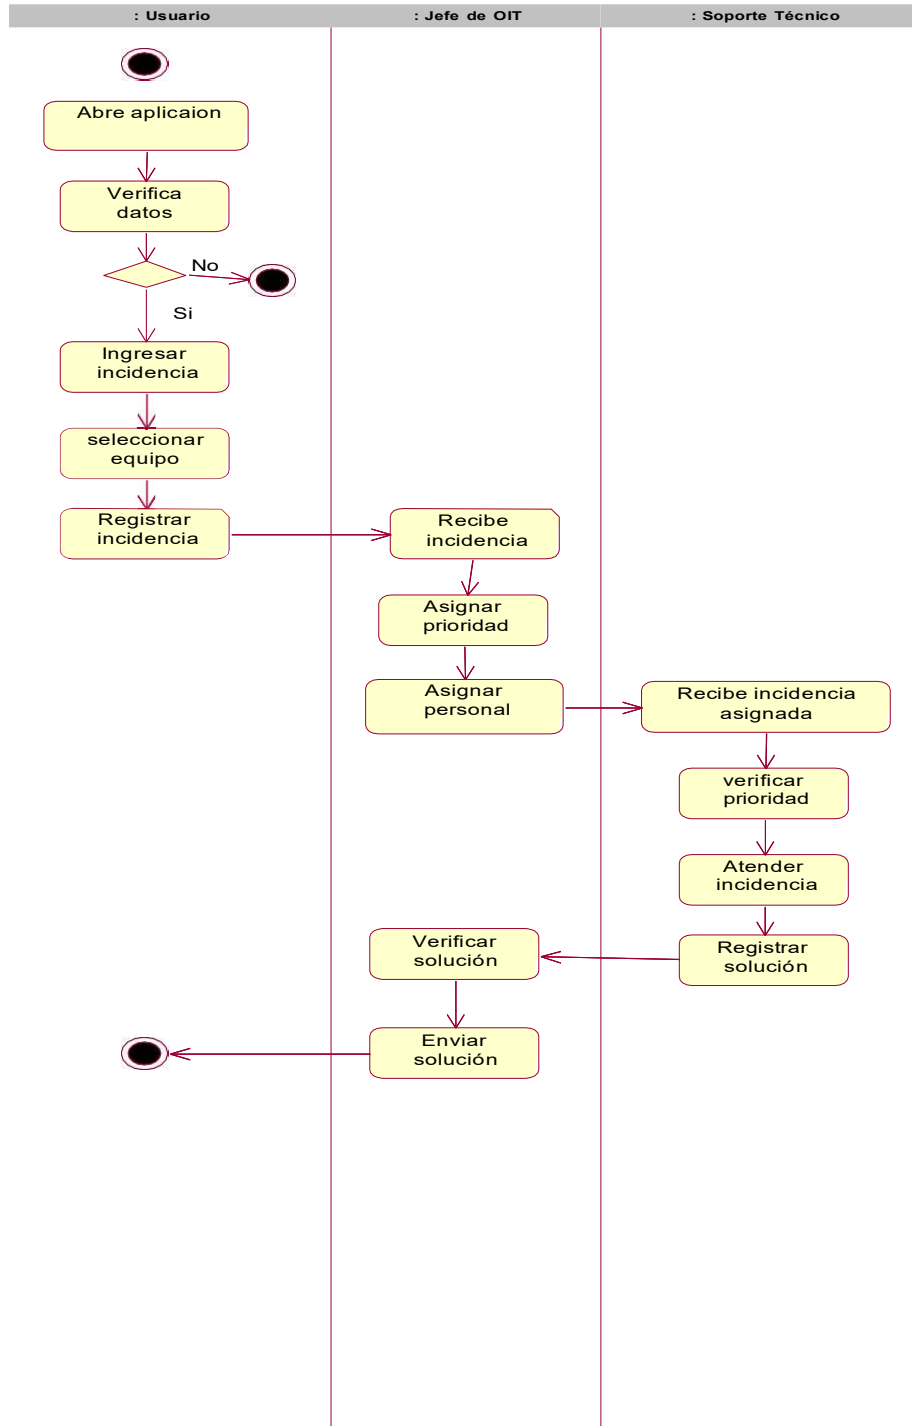 : Usuario
: Jefe de OIT
: Soporte Técnico
Abre aplicaion
Verifica
datos
No
Si
Ingresar
incidencia
seleccionar
equipo
Registrar
incidencia
Recibe
incidencia
Asignar
prioridad
Asignar
personal
Recibe incidencia
asignada
verificar
prioridad
Atender
incidencia
Registrar
solución
Verificar
solución
Enviar
solución